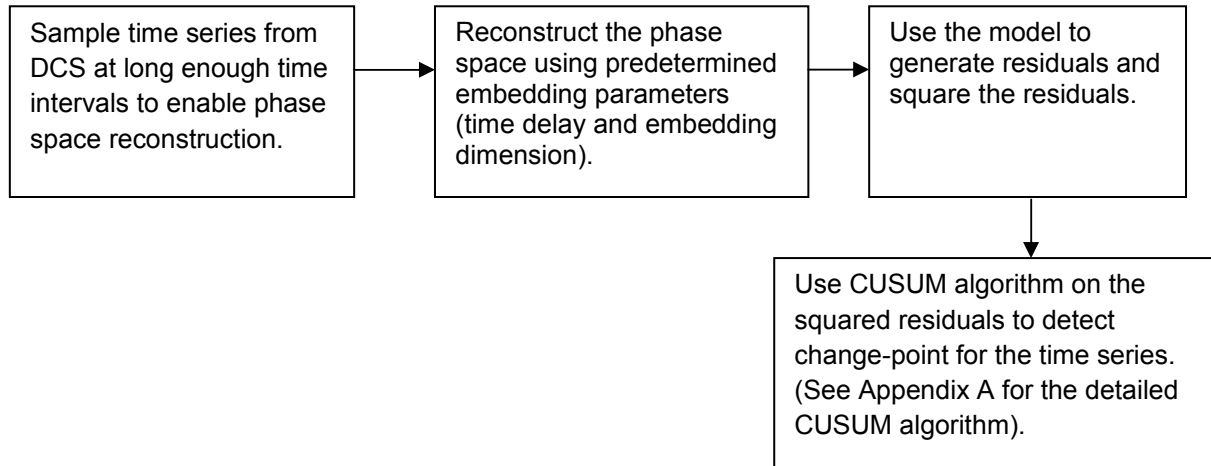 Sample time series from
DCS at long enough time
intervals to enable phase
space reconstruction.
Reconstruct the phase
space using predetermined
embedding parameters
(time delay and embedding
dimension).
Use the model to
generate residuals and
square the residuals.
Use CUSUM algorithm on the
squared residuals to detect
change-point for the time series.
(See Appendix A for the detailed
CUSUM algorithm).